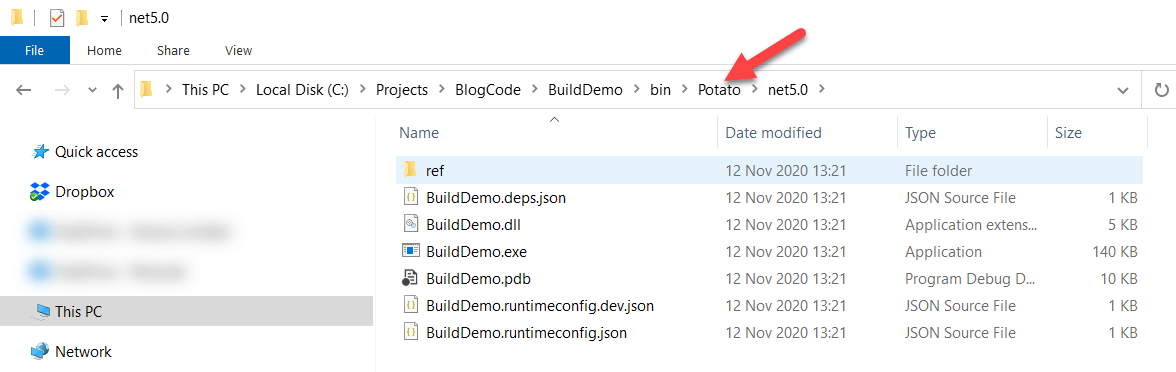 net5.0
File Home Share View
This PC Local Disk (C:) Projects BlogCode BuildDemo bin Potato net5.0
Name Date modified Type Size
Quick access
Dropbox
This PC
Network
ref 12 Nov 2020 13:21 File folder
BuildDemo.deps.json 12 Nov 2020 13:21 JSON Source File 1 KB
BuildDemo.dll 12 Nov 2020 13:21 Application extens... 5 KB
BuildDemo.exe 12 Nov 2020 13:21 Application 140 KB
BuildDemo.pdb 12 Nov 2020 13:21 Program Debug D... 10 KB
BuildDemo.runtimeconfig.dev.json 12 Nov 2020 13:21 JSON Source File 1 KB
BuildDemo.runtimeconfig.json 12 Nov 2020 13:21 JSON Source File 1 KB